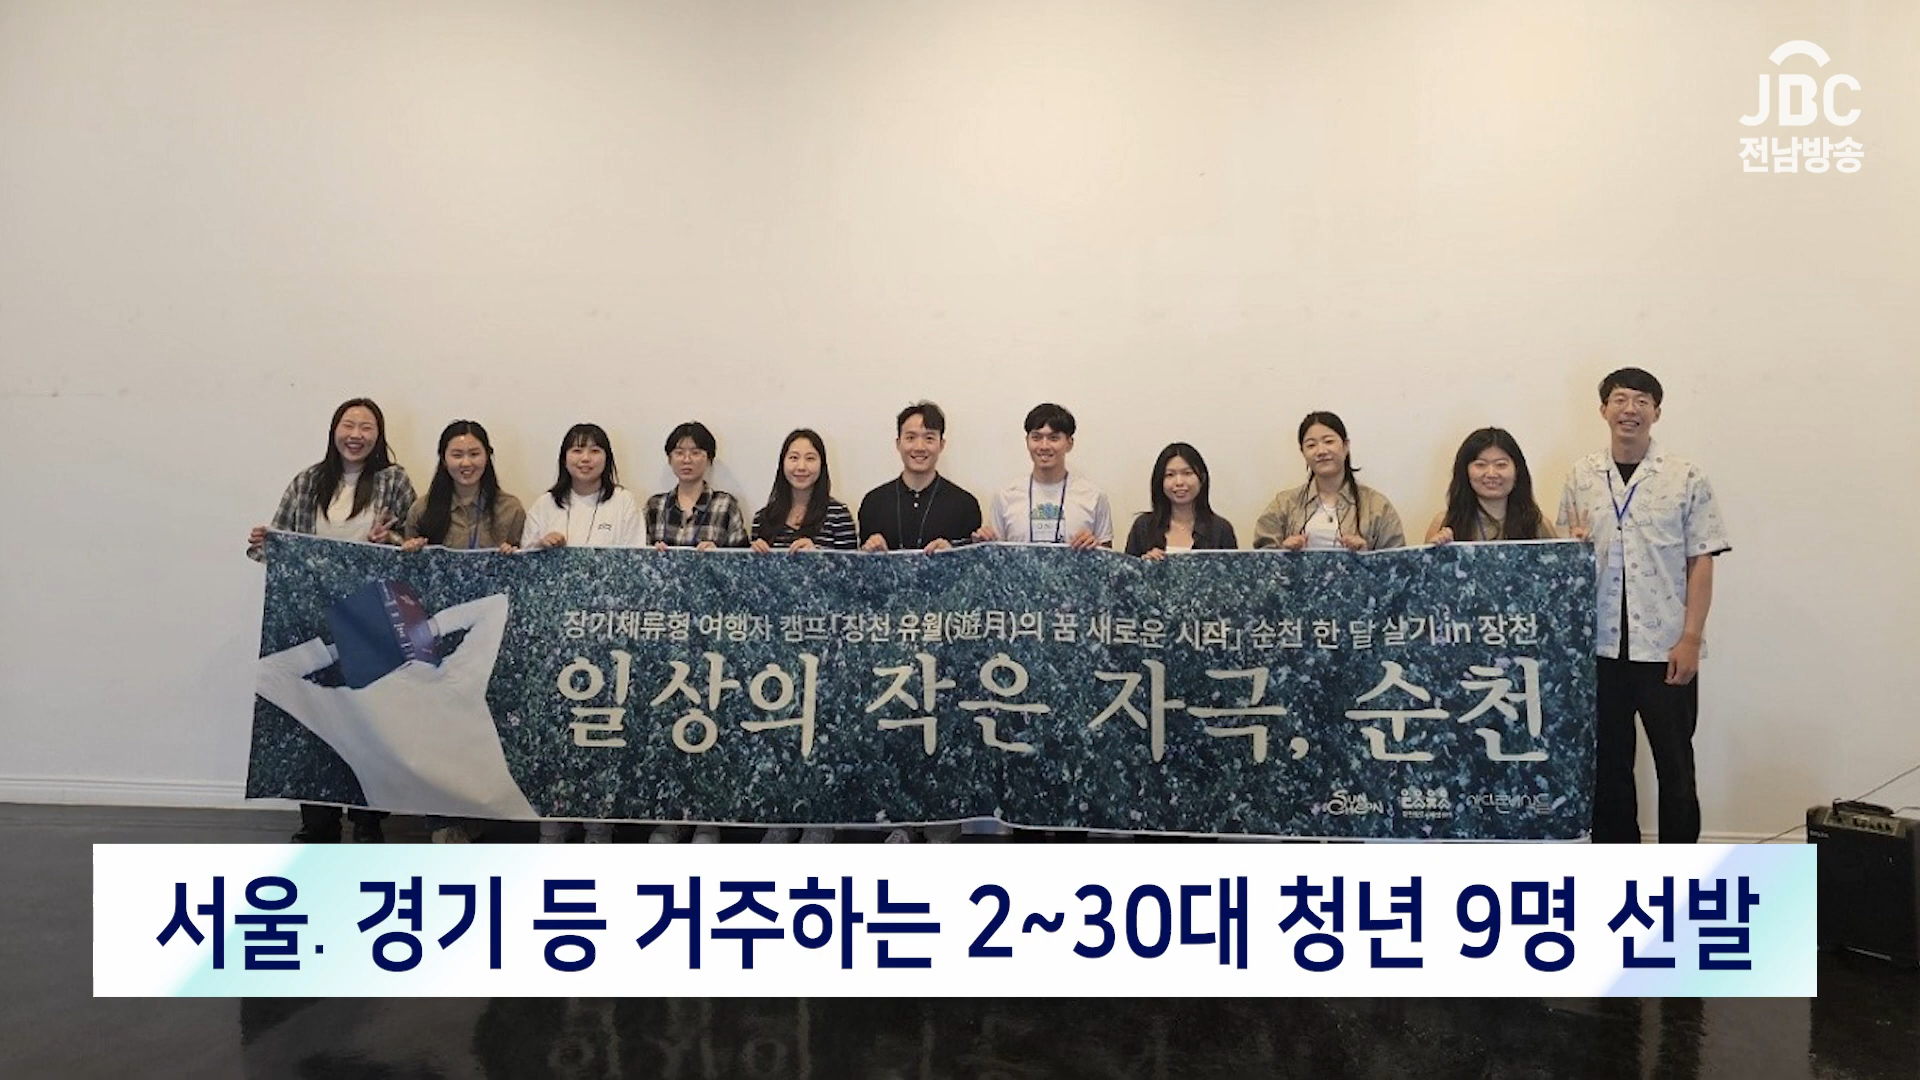 JBC
전남방송
장기체류형 여행자 캠프「장천 유월(遊月)의 꿈 새로운 시작」 순천 한 달 살기 in 장천
일상의 작은 자극, 순천
SUNCHEON
서울. 경기 등 거주하는 2~30대 청년 9명 선발